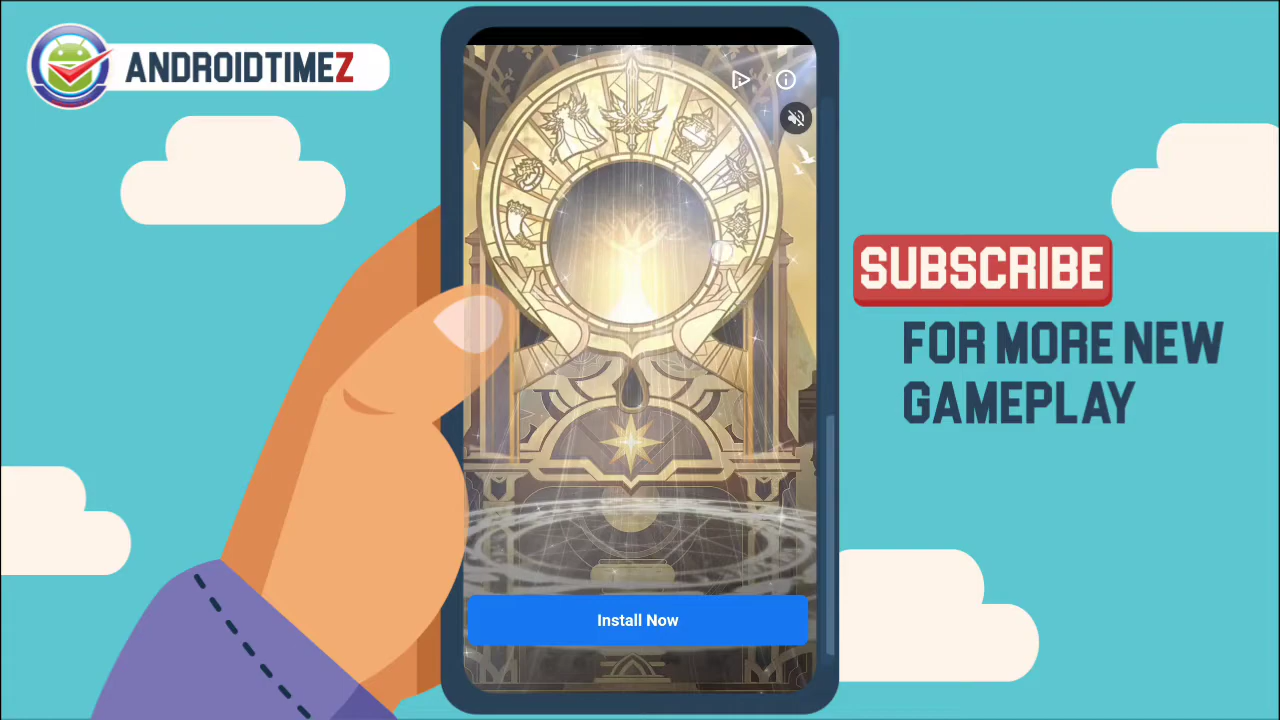 ANDROIDTIMEZ
SUBSCRIBE
FOR MORE NEW
GAMEPLAY
Install Now